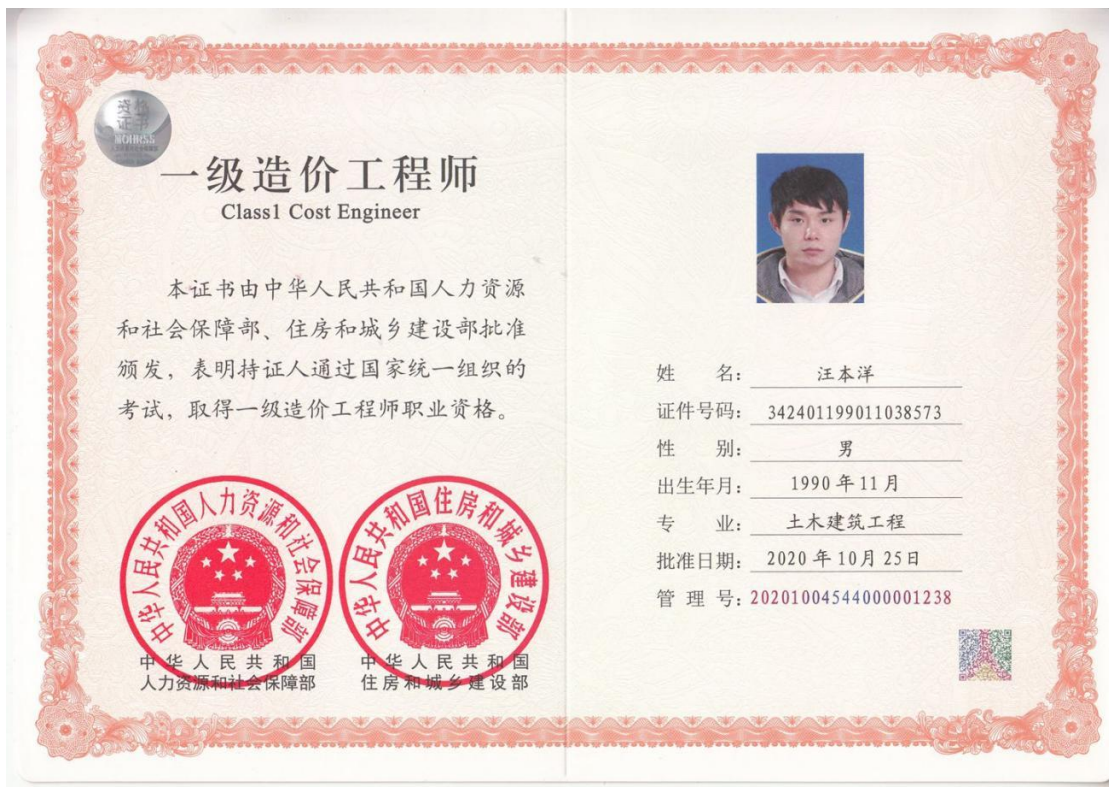 资格
证书
MOHRSS
一级造价工程师
Class1 Cost Engineer
本证书由中华人民共和国人力资源
和社会保障部、住房和城乡建设部批准
颁发，表明持证人通过国家统一组织的
考试，取得一级造价工程师职业资格。
中华人民共和国人力资源和社会保障部
中华人民共和国住房和城乡建设部
中华人民共和国
人力资源和社会保障部
中华人民共和国
住房和城乡建设部
姓 名： 汪本洋
证件号码： 342401199011038573
性 别： 男
出生年月： 1990年11月
专 业： 土木建筑工程
批准日期： 2020年10月25日
管 理 号：20201004544000001238